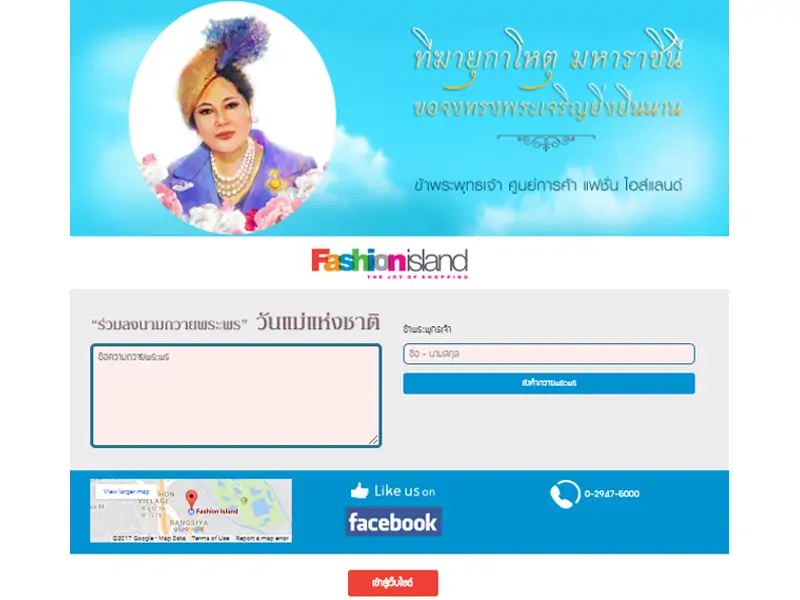 ทีฆายุกาโหตุ มหาราชินี
ขอจงทรงพระเจริญยิ่งยืนนาน
ข้าพระพุทธเจ้า ศูนย์การค้า แฟชั่น ไอส์แลนด์
Fashionisland
THE JOY OF SHOPPING
“ร่วมลงนามถวายพระพร” วันแม่แห่งชาติ
ข้อความถวายพระพร
ข้าพระพุทธเจ้า
ชื่อ - นามสกุล
ส่งคำถวายพระพร
View larger map
HON
VILLAGE
Fashion Island
RANGSIYA
Google
©2017 Google - Map Data Terms of Use Report a map error
Like us on
facebook
0-2947-5000
เข้าสู่เว็บไซต์